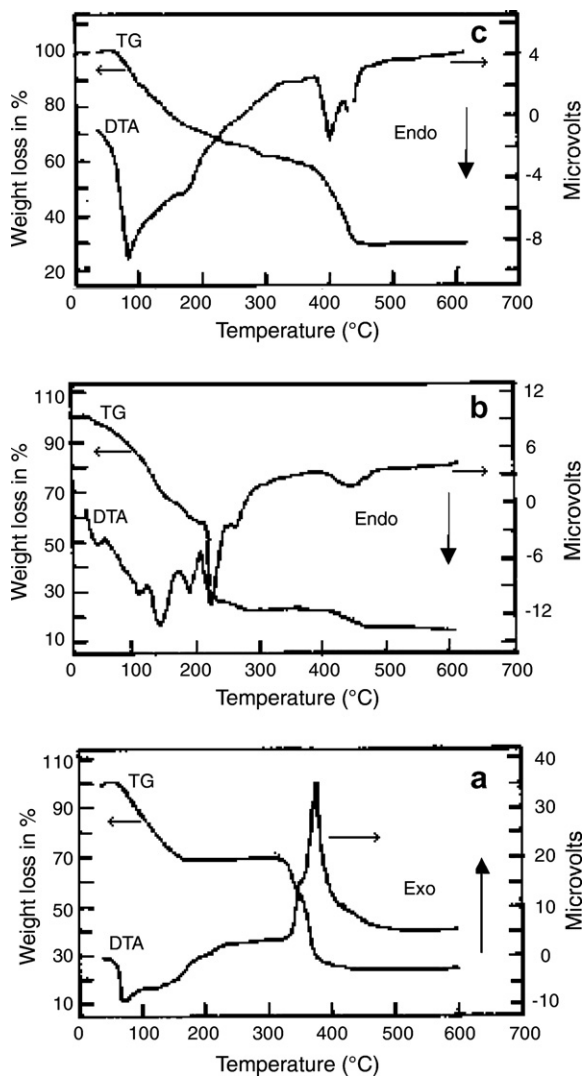 c
TG
DTA
Endo
100
80
60
40
20
Weight loss in %
4
0
-4
-8
Microvolts
0 100 200 300 400 500 600 700
Temperature (°C)
b
TG
DTA
Endo
110
90
70
50
30
10
Weight loss in %
12
6
0
-6
-12
Microvolts
0 100 200 300 400 500 600 700
Temperature (°C)
a
TG
DTA
Exo
110
90
70
50
30
10
Weight loss in %
40
30
20
10
0
-10
Microvolts
0 100 200 300 400 500 600 700
Temperature (°C)